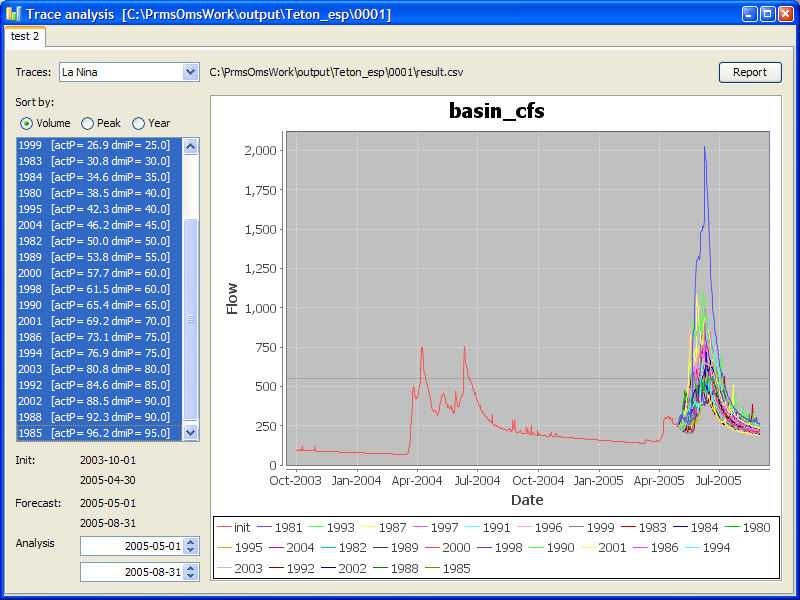 Trace analysis  [C:\PrmsOmsWork\output\Teton_esp\0001]
test 2
Traces: La Nina C:\PrmsOmsWork\output\Teton_esp\0001\result.csv Report
Sort by:
Volume Peak Year
1999 [actP= 26.9 dmiP= 25.0]
1983 [actP= 30.8 dmiP= 30.0]
1984 [actP= 34.6 dmiP= 35.0]
1980 [actP= 38.5 dmiP= 40.0]
1995 [actP= 42.3 dmiP= 40.0]
2004 [actP= 46.2 dmiP= 45.0]
1982 [actP= 50.0 dmiP= 50.0]
1989 [actP= 53.8 dmiP= 55.0]
2000 [actP= 57.7 dmiP= 60.0]
1998 [actP= 61.5 dmiP= 60.0]
1990 [actP= 65.4 dmiP= 65.0]
2001 [actP= 69.2 dmiP= 70.0]
1986 [actP= 73.1 dmiP= 75.0]
1994 [actP= 76.9 dmiP= 75.0]
2003 [actP= 80.8 dmiP= 80.0]
1992 [actP= 84.6 dmiP= 85.0]
2002 [actP= 88.5 dmiP= 90.0]
1988 [actP= 92.3 dmiP= 90.0]
1985 [actP= 96.2 dmiP= 95.0]
Init: 2003-10-01
2005-04-30
Forecast: 2005-05-01
2005-08-31
Analysis 2005-05-01
2005-08-31
basin_cfs
2,000
1,750
1,500
1,250
1,000
750
500
250
0
Flow
Oct-2003 Jan-2004 Apr-2004 Jul-2004 Oct-2004 Jan-2005 Apr-2005 Jul-2005
Date
init 1981 1993 1987 1997 1991 1996 1999 1983 1984 1980
1995 2004 1982 1989 2000 1998 1990 2001 1986 1994
2003 1992 2002 1988 1985